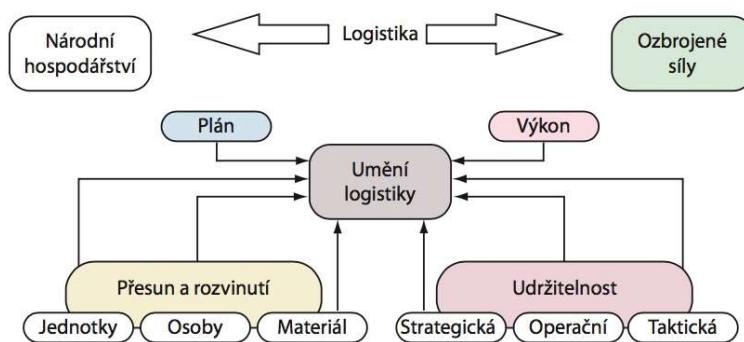 Národní
hospodářství
Logistika
Ozbrojené
síly
Plán
Výkon
Umění
logistiky
Přesun a rozvinutí
Udržitelnost
Jednotky
Osoby
Materiál
Strategická
Operační
Taktická